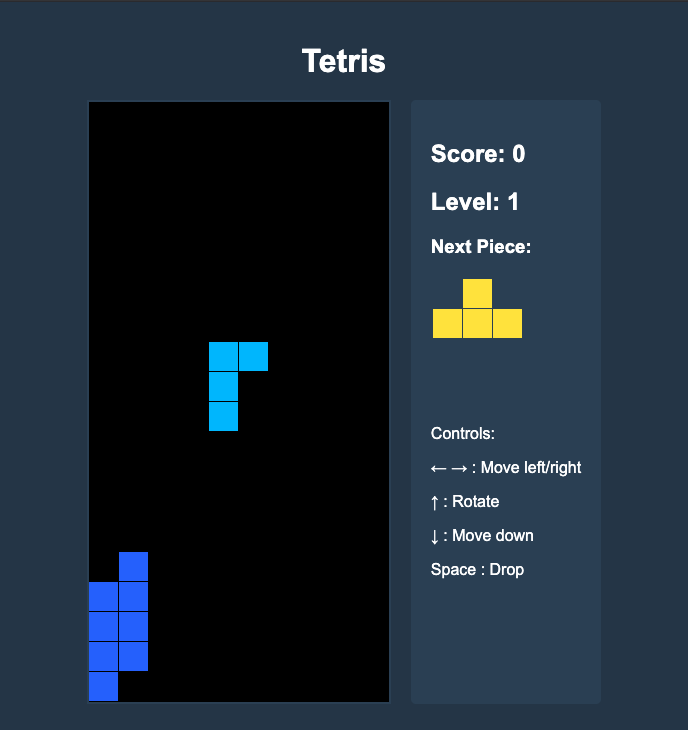 Tetris
Score: 0
Level: 1
Next Piece:
Controls:
← → : Move left/right
↑ : Rotate
↓ : Move down
Space : Drop